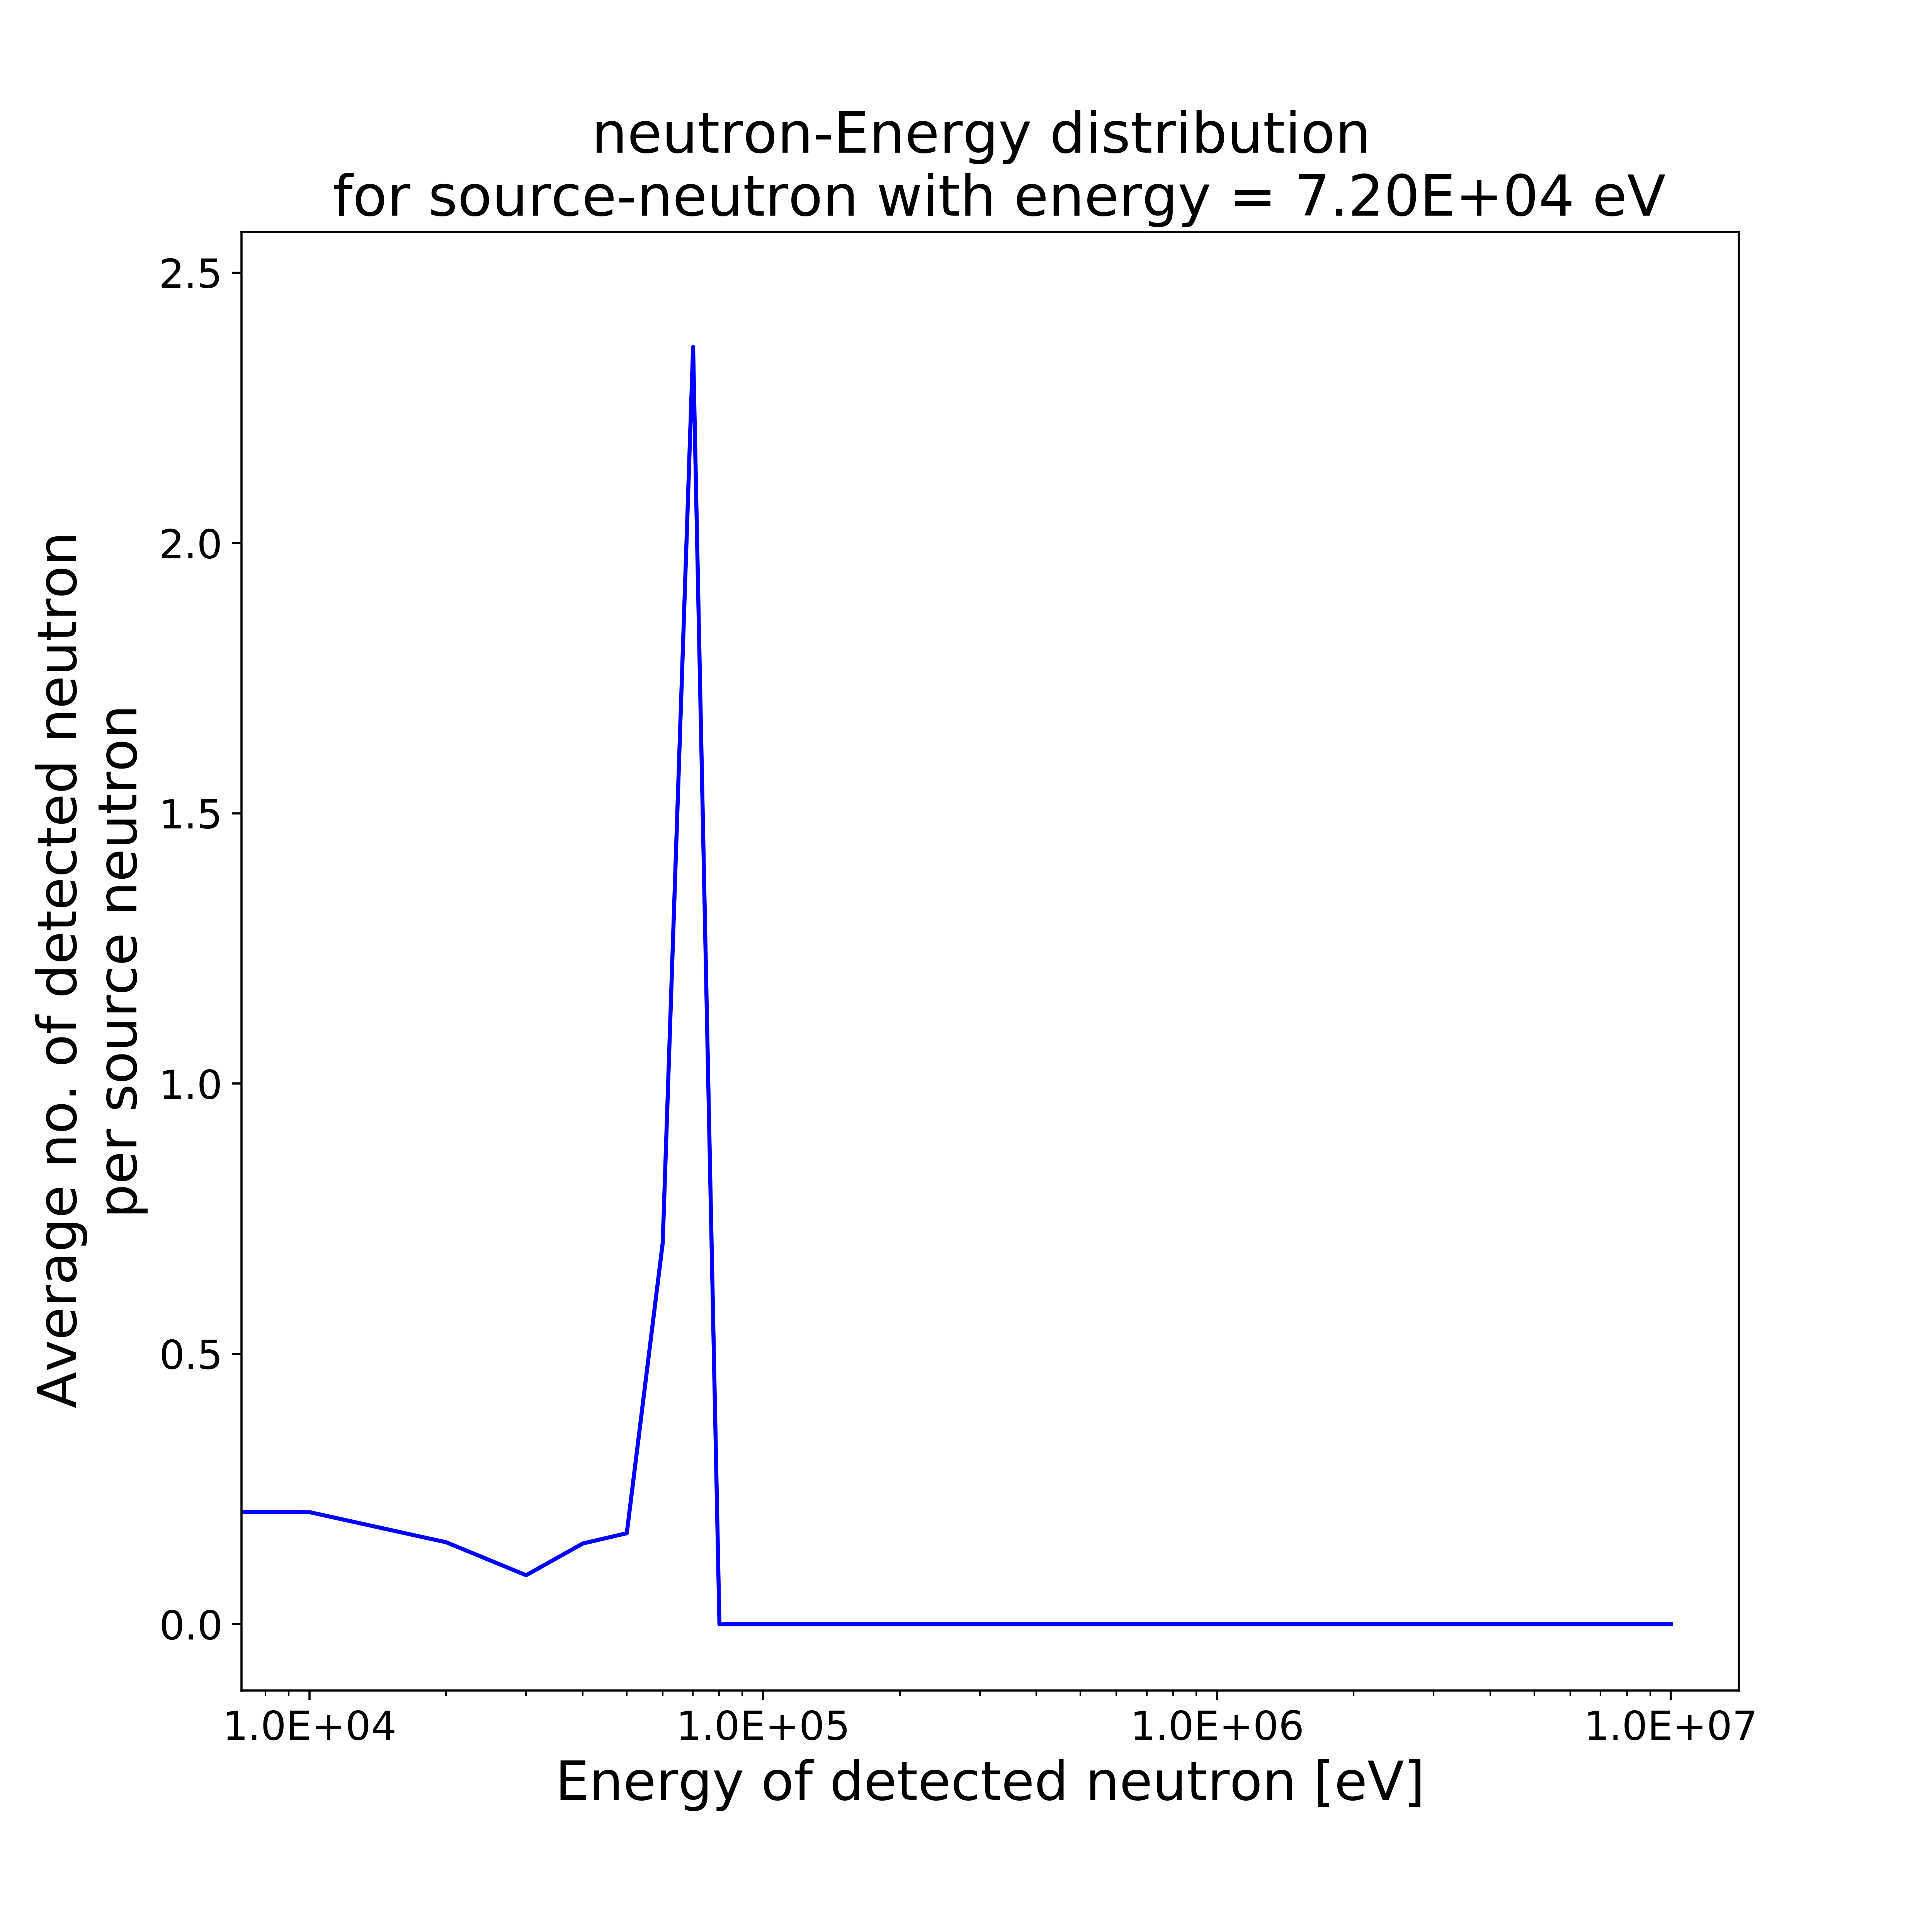 neutron-Energy distribution
for source-neutron with energy = 7.20E+04 eV
2.5
2.0
1.5
1.0
0.5
0.0
Average no. of detected neutron
per source neutron
1.0E+04 1.0E+05 1.0E+06 1.0E+07
Energy of detected neutron [eV]